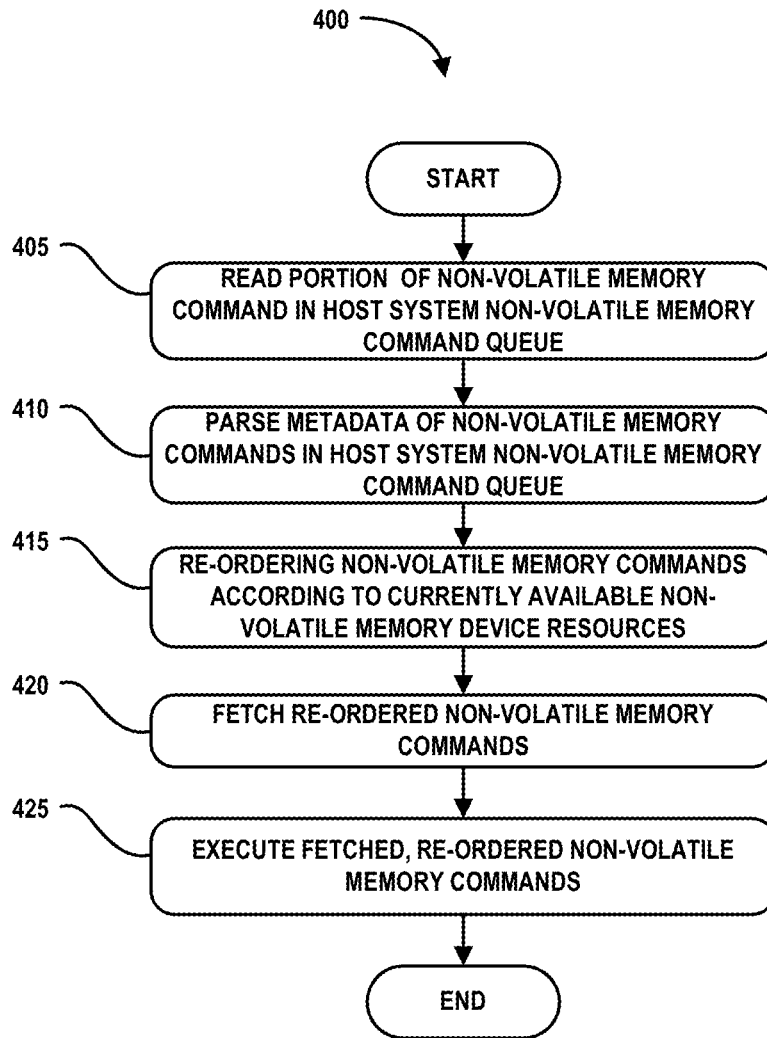 400
START
405
READ PORTION OF NON-VOLATILE MEMORY
COMMAND IN HOST SYSTEM NON-VOLATILE MEMORY
COMMAND QUEUE
410
PARSE METADATA OF NON-VOLATILE MEMORY
COMMANDS IN HOST SYSTEM NON-VOLATILE MEMORY
COMMAND QUEUE
415
RE-ORDERING NON-VOLATILE MEMORY COMMANDS
ACCORDING TO CURRENTLY AVAILABLE NON-
VOLATILE MEMORY DEVICE RESOURCES
420
FETCH RE-ORDERED NON-VOLATILE MEMORY
COMMANDS
425
EXECUTE FETCHED, RE-ORDERED NON-VOLATILE
MEMORY COMMANDS
END